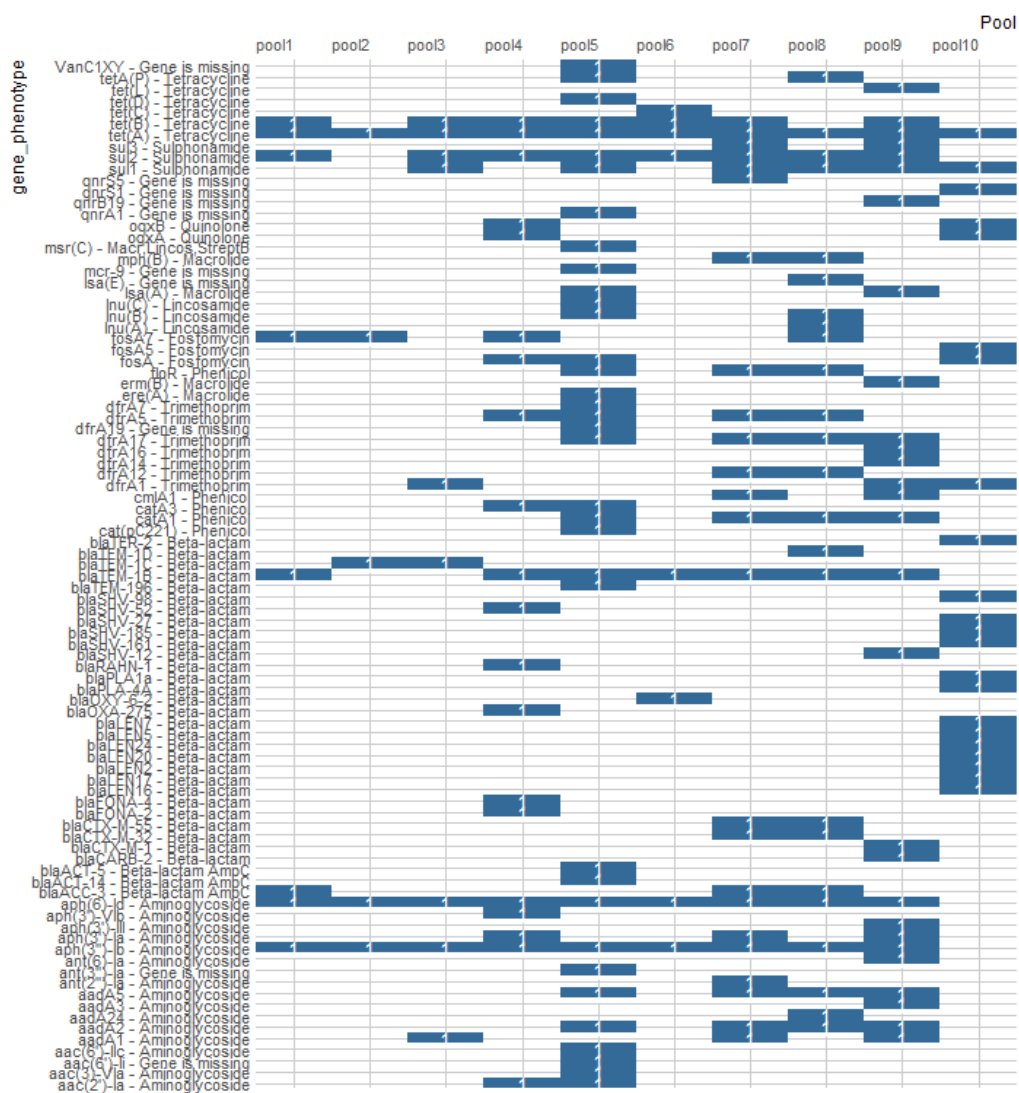 Pool
pool1 pool2 pool3 pool4 pool5 pool6 pool7 pool8 pool9 pool10
gene_phenotype
VanC1XY - Gene is missing
tetA(P) - Tetracycline
tet(L) - Tetracycline
tet(D) - Tetracycline
tet(C) - Tetracycline
tet(B) - Tetracycline
tet(A) - Tetracycline
sul3 - Sulphonamide
sul2 - Sulphonamide
sul1 - Sulphonamide
qnrS5 - Gene is missing
qnrS1 - Gene is missing
qnrB19 - Gene is missing
qnrA1 - Gene is missing
oqxB - Quinolone
oqxA - Quinolone
msr(C) - Macr.Lincos.StreptB
mph(B) - Macrolide
mcr-9 - Gene is missing
lsa(E) - Gene is missing
lsa(A) - Macrolide
lnu(C) - Lincosamide
lnu(B) - Lincosamide
lnu(A) - Lincosamide
fosA7 - Fosfomycin
fosA5 - Fosfomycin
fosA - Fosfomycin
floR - Phenicol
erm(B) - Macrolide
ere(A) - Macrolide
dfrA7 - Trimethoprim
dfrA5 - Trimethoprim
dfrA19 - Gene is missing
dfrA17 - Trimethoprim
dfrA16 - Trimethoprim
dfrA14 - Trimethoprim
dfrA12 - Trimethoprim
dfrA1 - Trimethoprim
cmlA1 - Phenicol
catA3 - Phenicol
catA1 - Phenicol
cat(pC221) - Phenicol
blaTER-2 - Beta-lactam
blaTEM-1D - Beta-lactam
blaTEM-1C - Beta-lactam
blaTEM-1B - Beta-lactam
blaTEM-196 - Beta-lactam
blaSHV-98 - Beta-lactam
blaSHV-52 - Beta-lactam
blaSHV-27 - Beta-lactam
blaSHV-185 - Beta-lactam
blaSHV-161 - Beta-lactam
blaSHV-12 - Beta-lactam
blaRAHN-1 - Beta-lactam
blaPLA1a - Beta-lactam
blaPLA-4A - Beta-lactam
blaOXY-6-2 - Beta-lactam
blaOXA-275 - Beta-lactam
blaLEN7 - Beta-lactam
blaLEN5 - Beta-lactam
blaLEN24 - Beta-lactam
blaLEN20 - Beta-lactam
blaLEN2 - Beta-lactam
blaLEN17 - Beta-lactam
blaLEN16 - Beta-lactam
blaFONA-4 - Beta-lactam
blaFONA-2 - Beta-lactam
blaCTX-M-55 - Beta-lactam
blaCTX-M-32 - Beta-lactam
blaCTX-M-1 - Beta-lactam
blaCARB-2 - Beta-lactam
blaACT-5 - Beta-lactam AmpC
blaACT-14 - Beta-lactam AmpC
blaACC-3 - Beta-lactam AmpC
aph(6)-Id - Aminoglycoside
aph(3')-VIb - Aminoglycoside
aph(3')-III - Aminoglycoside
aph(3')-Ia - Aminoglycoside
aph(3'')-Ib - Aminoglycoside
ant(6)-Ia - Aminoglycoside
ant(3'')-Ia - Gene is missing
ant(2'')-Ia - Aminoglycoside
aadA5 - Aminoglycoside
aadA3 - Aminoglycoside
aadA24 - Aminoglycoside
aadA2 - Aminoglycoside
aadA1 - Aminoglycoside
aac(6')-IIc - Aminoglycoside
aac(6')-Ii - Gene is missing
aac(3)-VIa - Aminoglycoside
aac(2')-Ia - Aminoglycoside